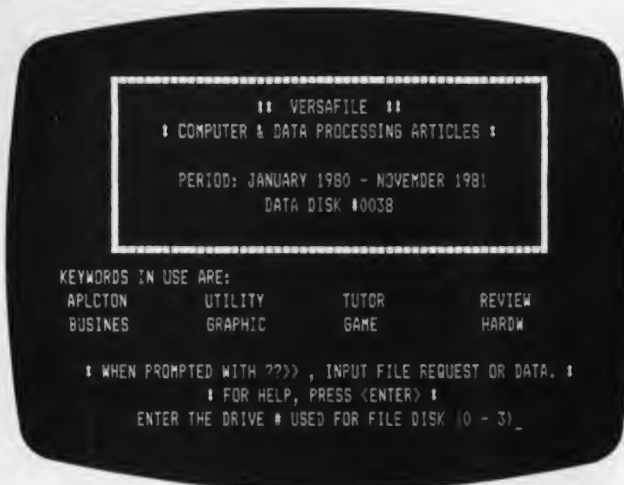 ** VERSAFILE **
* COMPUTER & DATA PROCESSING ARTICLES *
PERIOD: JANUARY 1980 - NOVEMBER 1981
DATA DISK #0038
KEYWORDS IN USE ARE:
APLCTON UTILITY TUTOR REVIEW
BUSINES GRAPHIC GAME HARDW
* WHEN PROMPTED WITH ??>> , INPUT FILE REQUEST OR DATA. *
* FOR HELP, PRESS <ENTER> *
ENTER THE DRIVE # USED FOR FILE DISK (0 - 3)_